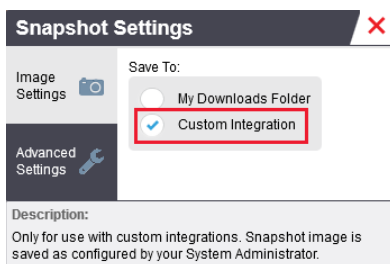 Snapshot Settings
Save To:
Image
Settings
My Downloads Folder
Custom Integration
Advanced
Settings
Description:
Only for use with custom integrations. Snapshot image is
saved as configured by your System Administrator.